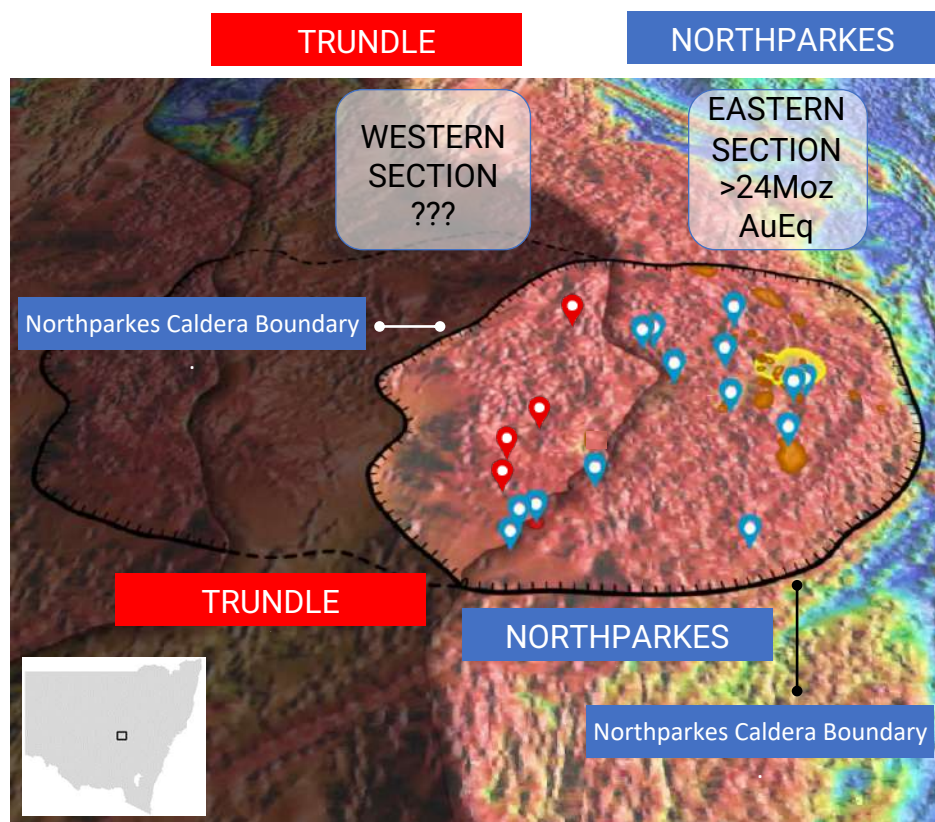 TRUNDLE
NORTHPARKES
WESTERN
SECTION
???
EASTERN
SECTION
>24Moz
AuEq
Northparkes Caldera Boundary
TRUNDLE
NORTHPARKES
Northparkes Caldera Boundary